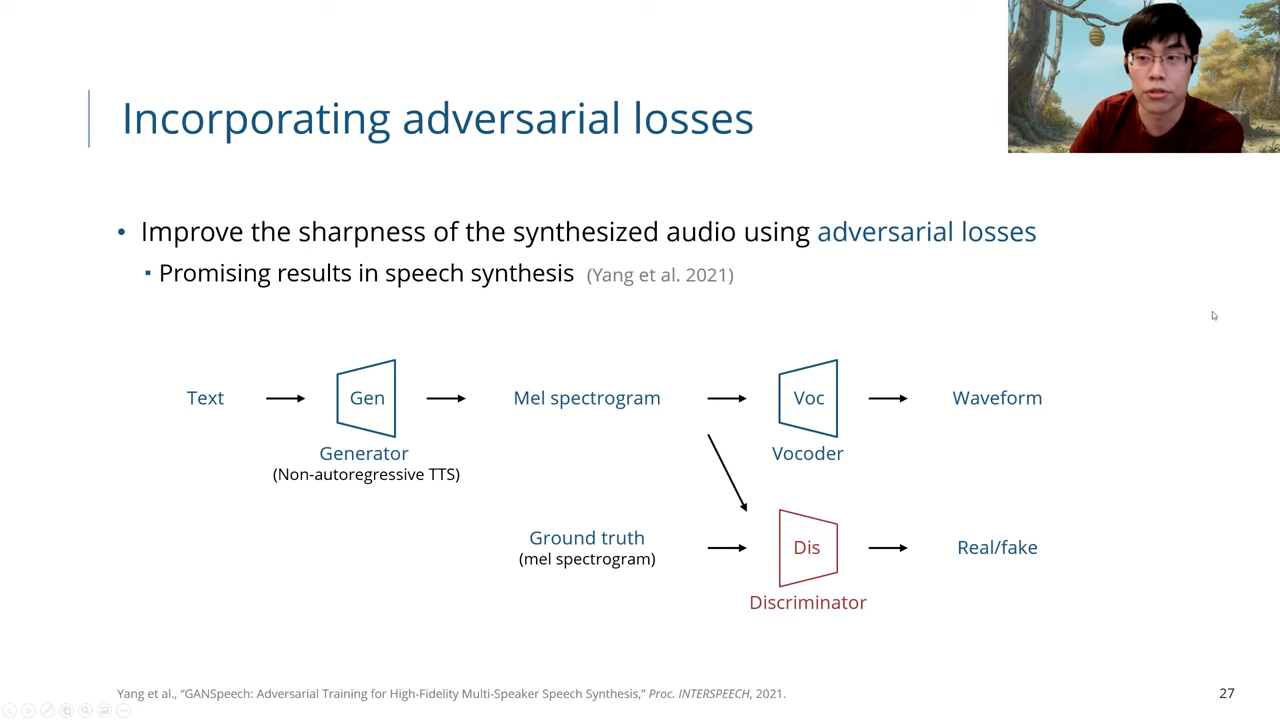 Incorporating adversarial losses
• Improve the sharpness of the synthesized audio using adversarial losses
▪ Promising results in speech synthesis (Yang et al. 2021)
Text
Gen
Mel spectrogram
Voc
Waveform
Generator
(Non-autoregressive TTS)
Vocoder
Ground truth
(mel spectrogram)
Dis
Real/fake
Discriminator
Yang et al., “GANSpeech: Adversarial Training for High-Fidelity Multi-Speaker Speech Synthesis,” Proc. INTERSPEECH, 2021.
27